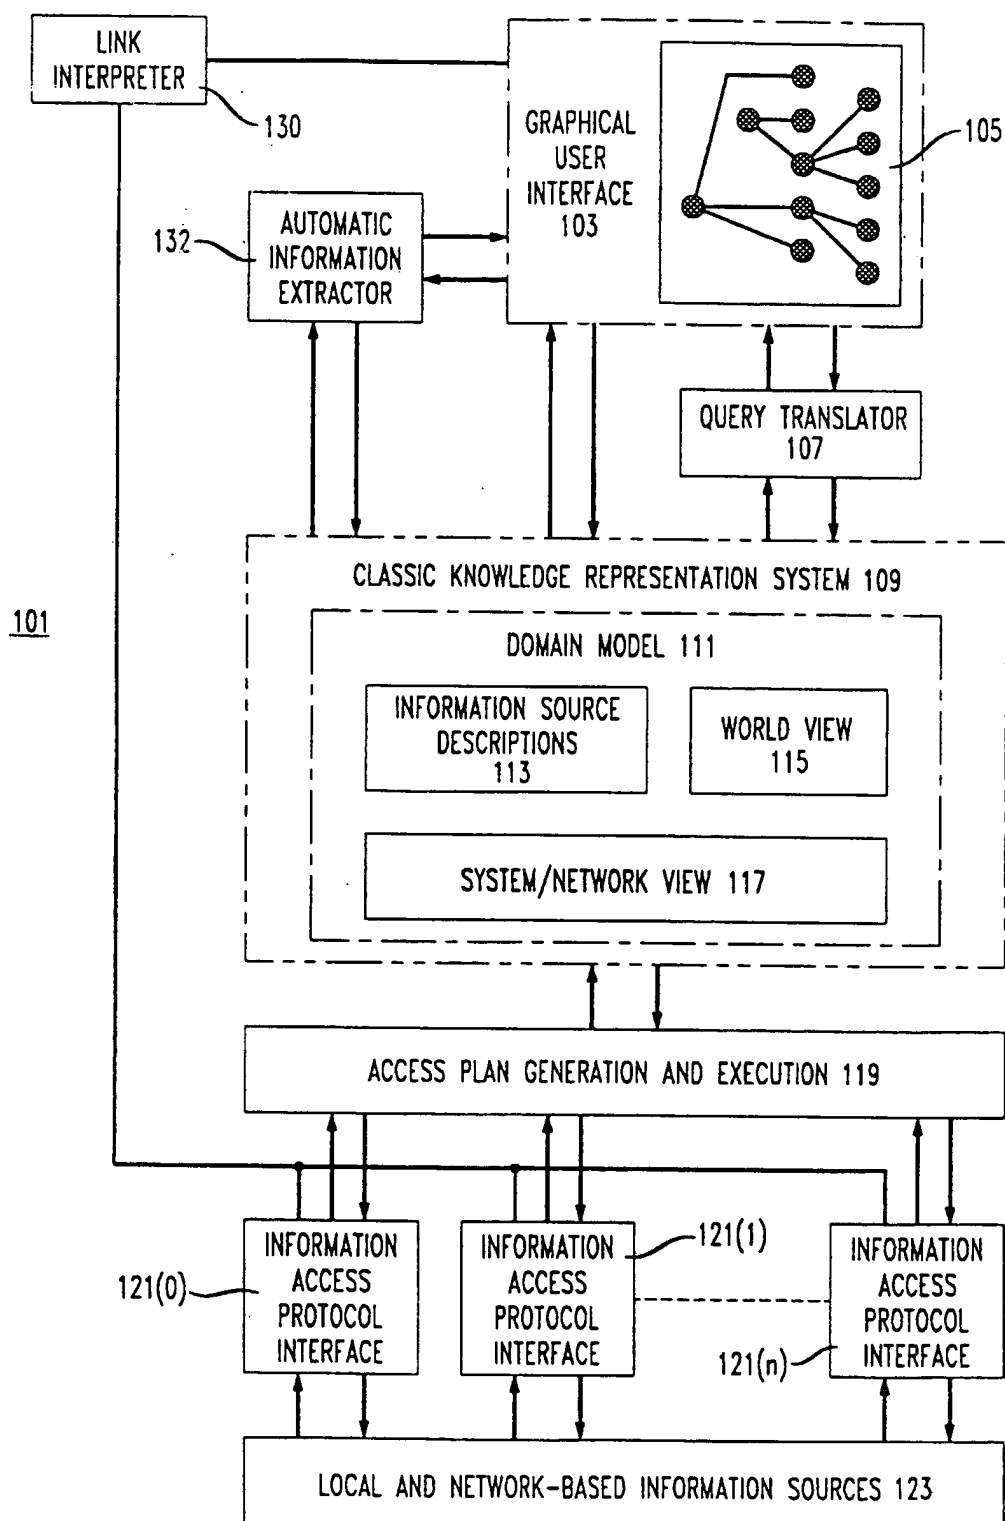 LINK
INTERPRETER
130
GRAPHICAL
USER
INTERFACE
103
105
132
AUTOMATIC
INFORMATION
EXTRACTOR
QUERY TRANSLATOR
107
101
CLASSIC KNOWLEDGE REPRESENTATION SYSTEM 109
DOMAIN MODEL 111
INFORMATION SOURCE
DESCRIPTIONS
113
WORLD VIEW
115
SYSTEM/NETWORK VIEW 117
ACCESS PLAN GENERATION AND EXECUTION 119
121(0)
INFORMATION
ACCESS
PROTOCOL
INTERFACE
121(1)
INFORMATION
ACCESS
PROTOCOL
INTERFACE
121(n)
INFORMATION
ACCESS
PROTOCOL
INTERFACE
LOCAL AND NETWORK-BASED INFORMATION SOURCES 123